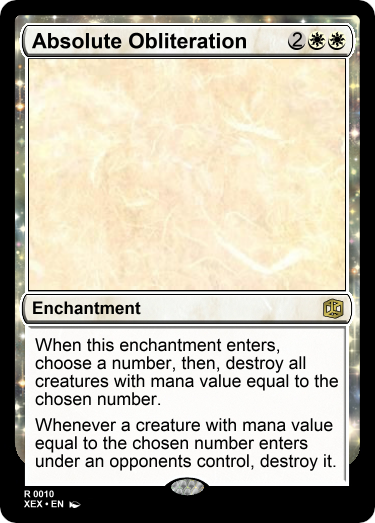 Absolute Obliteration 2
Enchantment
When this enchantment enters,
choose a number, then, destroy all
creatures with mana value equal to the
chosen number.
Whenever a creature with mana value
equal to the chosen number enters
under an opponents control, destroy it.
R 0010
XEX • EN